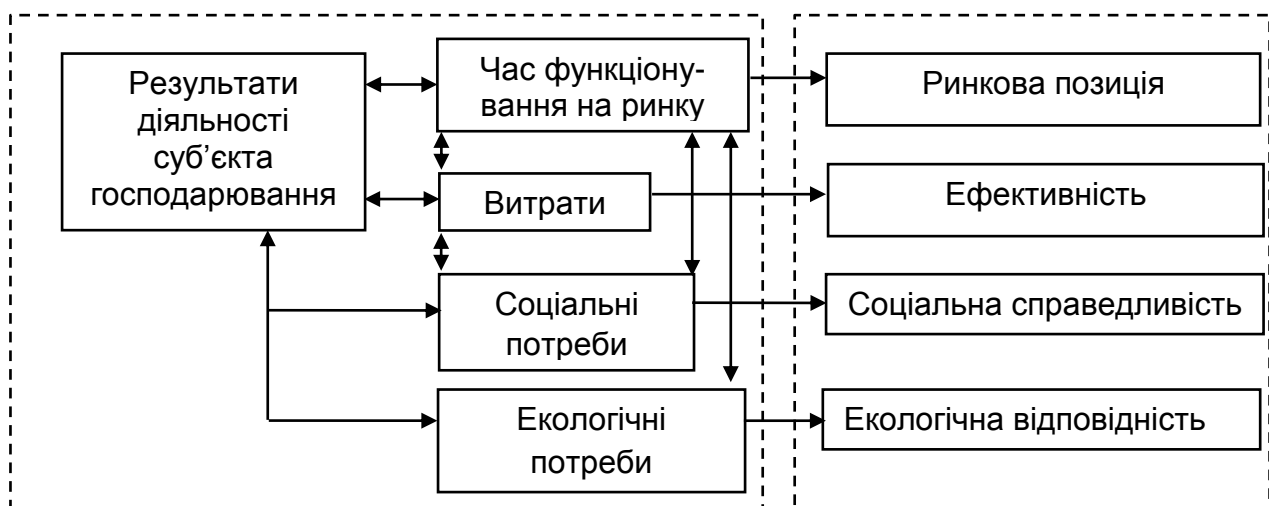 Результати
діяльності
суб’єкта
господарювання
Час функціону-
вання на ринку
Витрати
Соціальні
потреби
Екологічні
потреби
Ринкова позиція
Ефективність
Соціальна справедливість
Екологічна відповідність